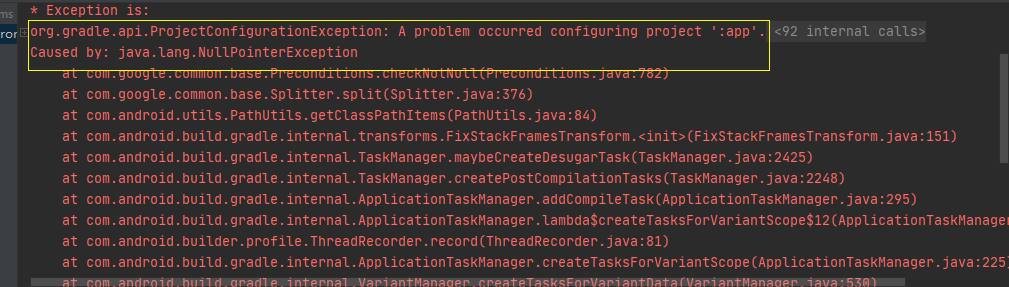 * Exception is:
org.gradle.api.ProjectConfigurationException: A problem occurred configuring project ':app'. <92 internal calls>
Caused by: java.lang.NullPointerException
at com.google.common.base.Preconditions.checkNotNull(Preconditions.java:782)
at com.google.common.base.Splitter.split(Splitter.java:376)
at com.android.utils.PathUtils.getClassPathItems(PathUtils.java:84)
at com.android.build.gradle.internal.transforms.FixStackFramesTransform.<init>(FixStackFramesTransform.java:151)
at com.android.build.gradle.internal.TaskManager.maybeCreateDesugarTask(TaskManager.java:2425)
at com.android.build.gradle.internal.TaskManager.createPostCompilationTasks(TaskManager.java:2248)
at com.android.build.gradle.internal.ApplicationTaskManager.addCompileTask(ApplicationTaskManager.java:295)
at com.android.build.gradle.internal.ApplicationTaskManager.lambda$createTasksForVariantScope$12(ApplicationTaskManager
at com.android.builder.profile.ThreadRecorder.record(ThreadRecorder.java:81)
at com.android.build.gradle.internal.ApplicationTaskManager.createTasksForVariantScope(ApplicationTaskManager.java:225)
at com.android.build.gradle.internal.VariantManager.createTasksForVariantData(VariantManager.java:530)